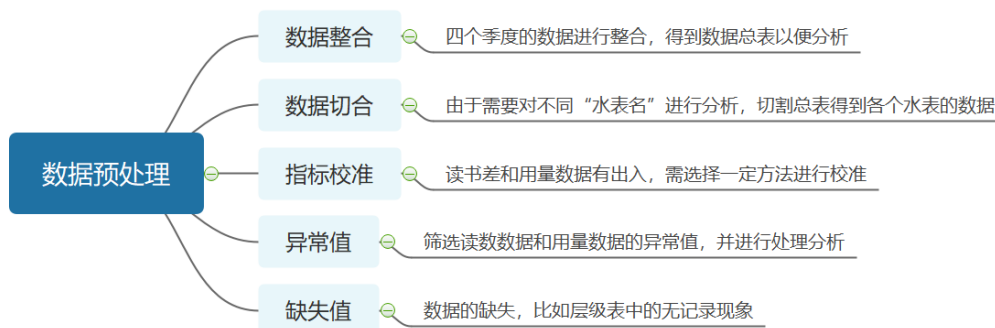 数据预处理
数据整合
四个季度的数据进行整合，得到数据总表以便分析
数据切合
由于需要对不同“水表名”进行分析，切割总表得到各个水表的数据
指标校准
读书差和用量数据有出入，需选择一定方法进行校准
异常值
筛选读数数据和用量数据的异常值，并进行处理分析
缺失值
数据的缺失，比如层级表中的无记录现象